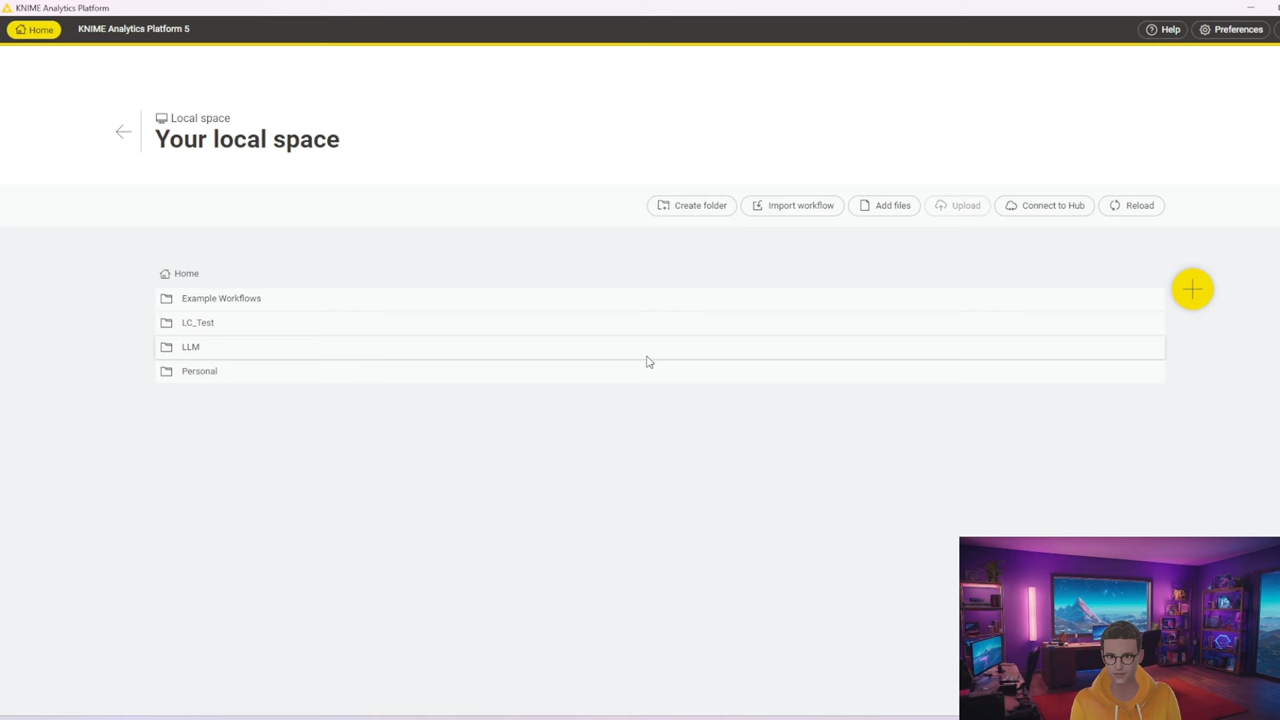 KNIME Analytics Platform
Home
KNIME Analytics Platform 5
Help
Preferences
Local space
Your local space
Create folder
Import workflow
Add files
Upload
Connect to Hub
Reload
Home
Example Workflows
LC_Test
LLM
Personal